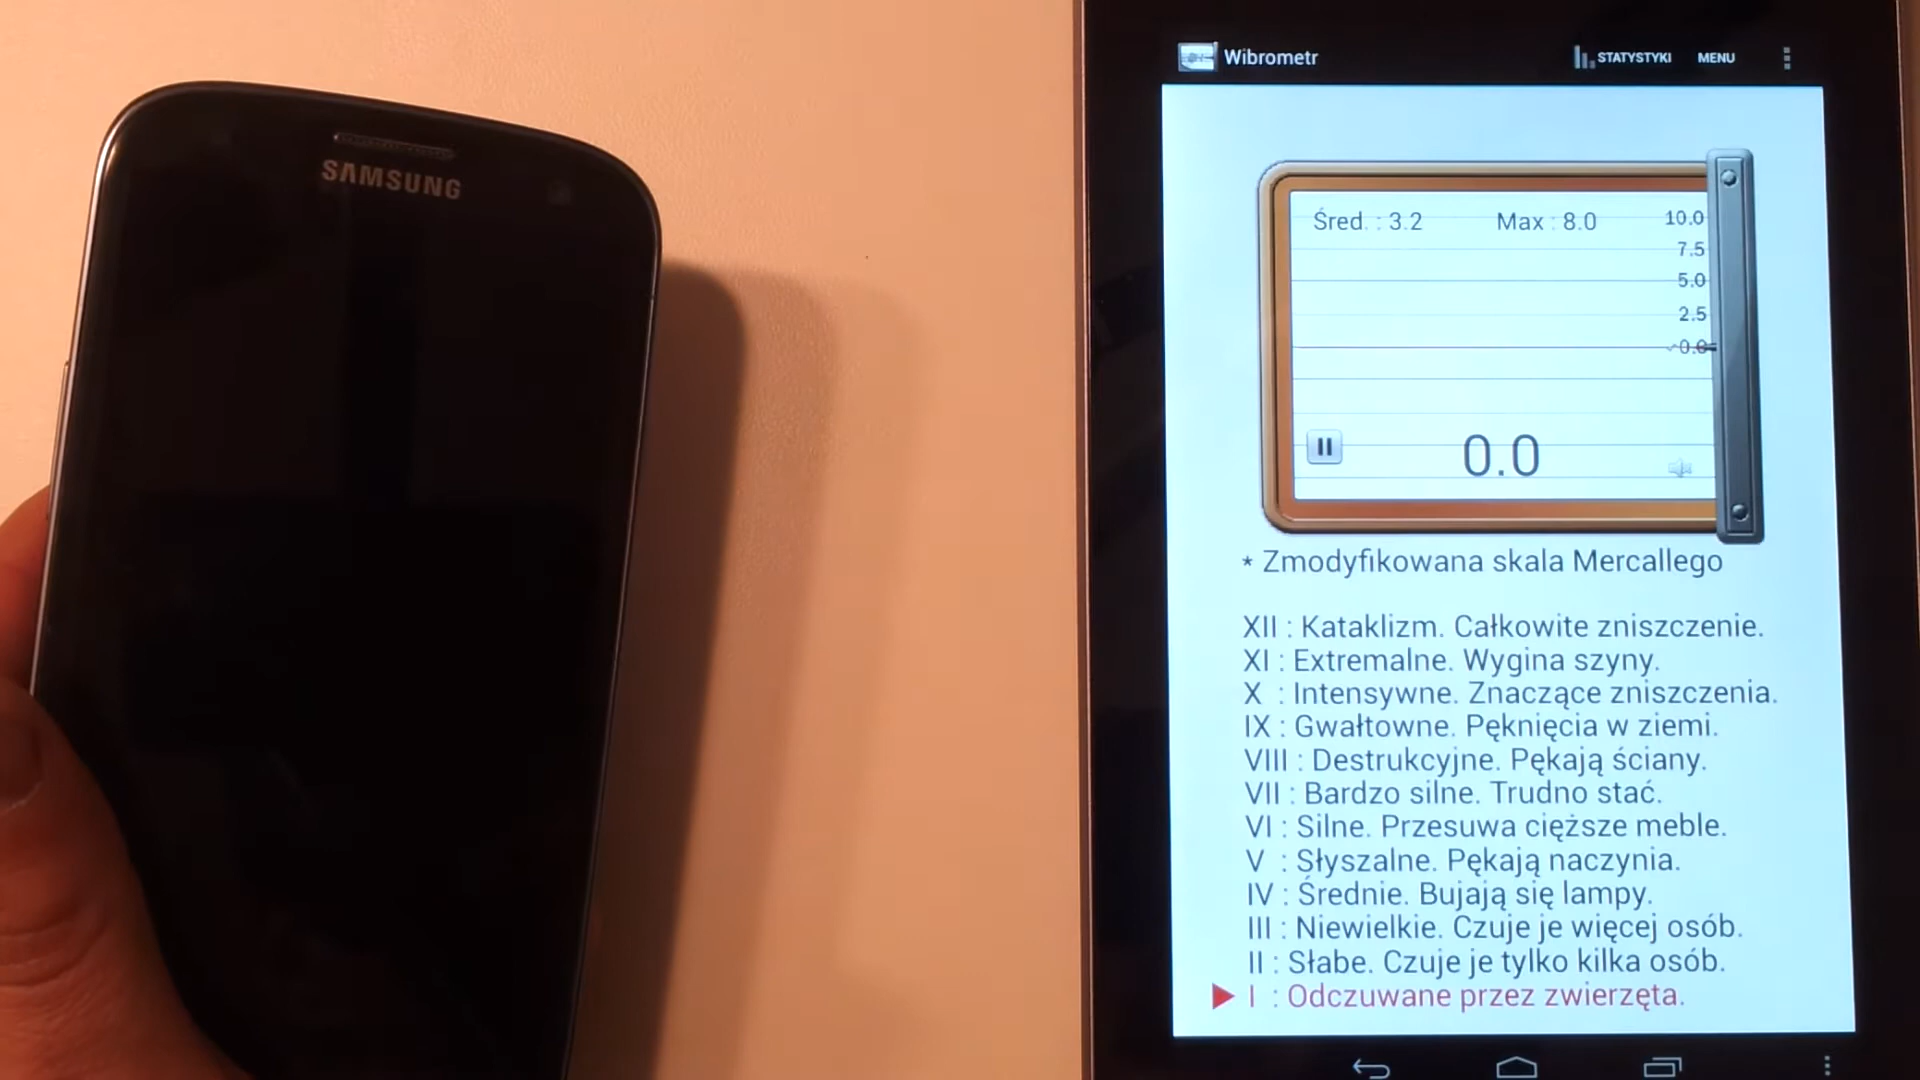 SAMSUNG
Wibrometr
STATYSTYKI
MENU
Śred. : 3.2
Max : 8.0
10.0
7.5
5.0
2.5
0.0
0.0
* Zmodyfikowana skala Mercallego
XII : Kataklizm. Całkowite zniszczenie.
XI : Extremalne. Wygina szyny.
X : Intensywne. Znaczące zniszczenia.
IX : Gwałtowne. Pęknięcia w ziemi.
VIII : Destrukcyjne. Pękają ściany.
VII : Bardzo silne. Trudno stać.
VI : Silne. Przesuwa cięższe meble.
V : Słyszalne. Pękają naczynia.
IV : Średnie. Bujają się lampy.
III : Niewielkie. Czuje je więcej osób.
II : Słabe. Czuje je tylko kilka osób.
I : Odczuwane przez zwierzęta.